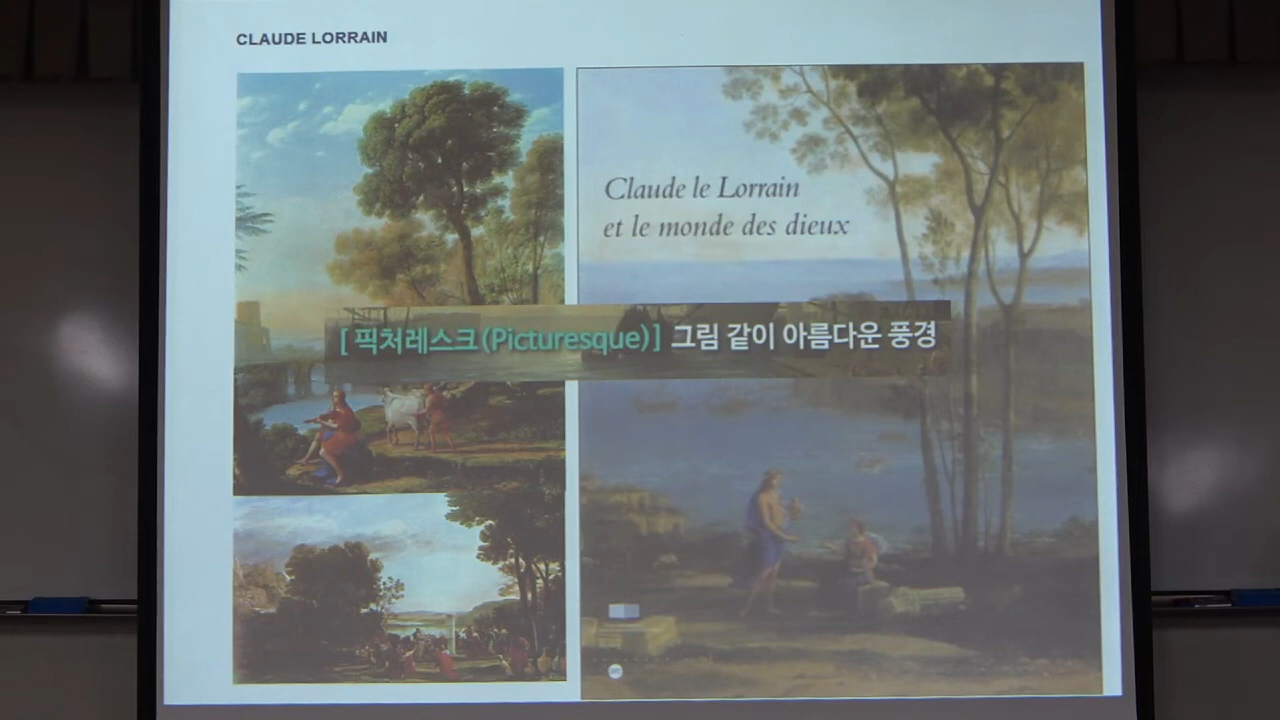 CLAUDE LORRAIN
Claude le Lorrain
et le monde des dieux
[ 픽처레스크(Picturesque)] 그림 같이 아름다운 풍경